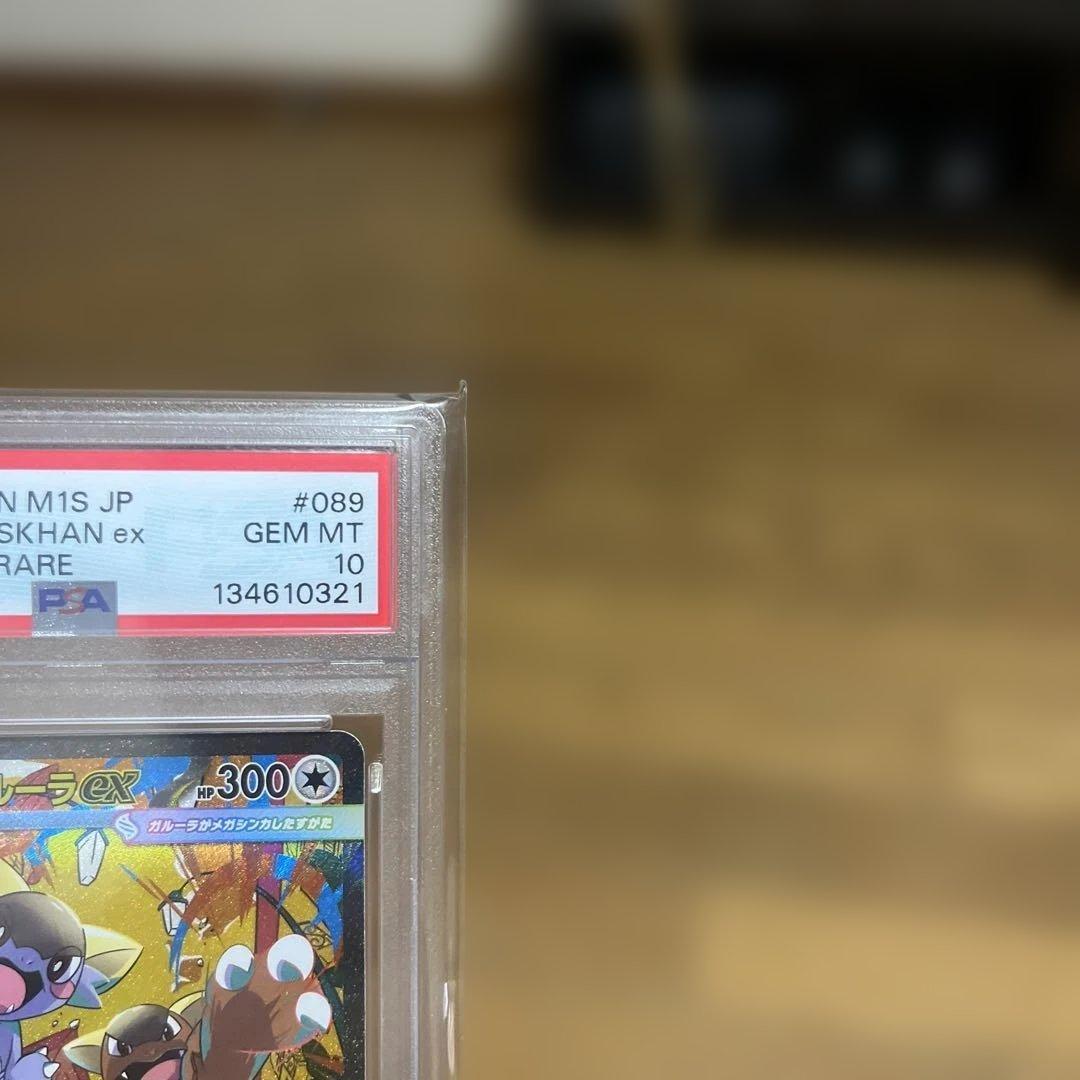 N M1S JP #089
SKHAN ex GEM MT
RARE 10
PSA 134610321
ルーラex HP300
ガルーラがメガシンカしたすがた